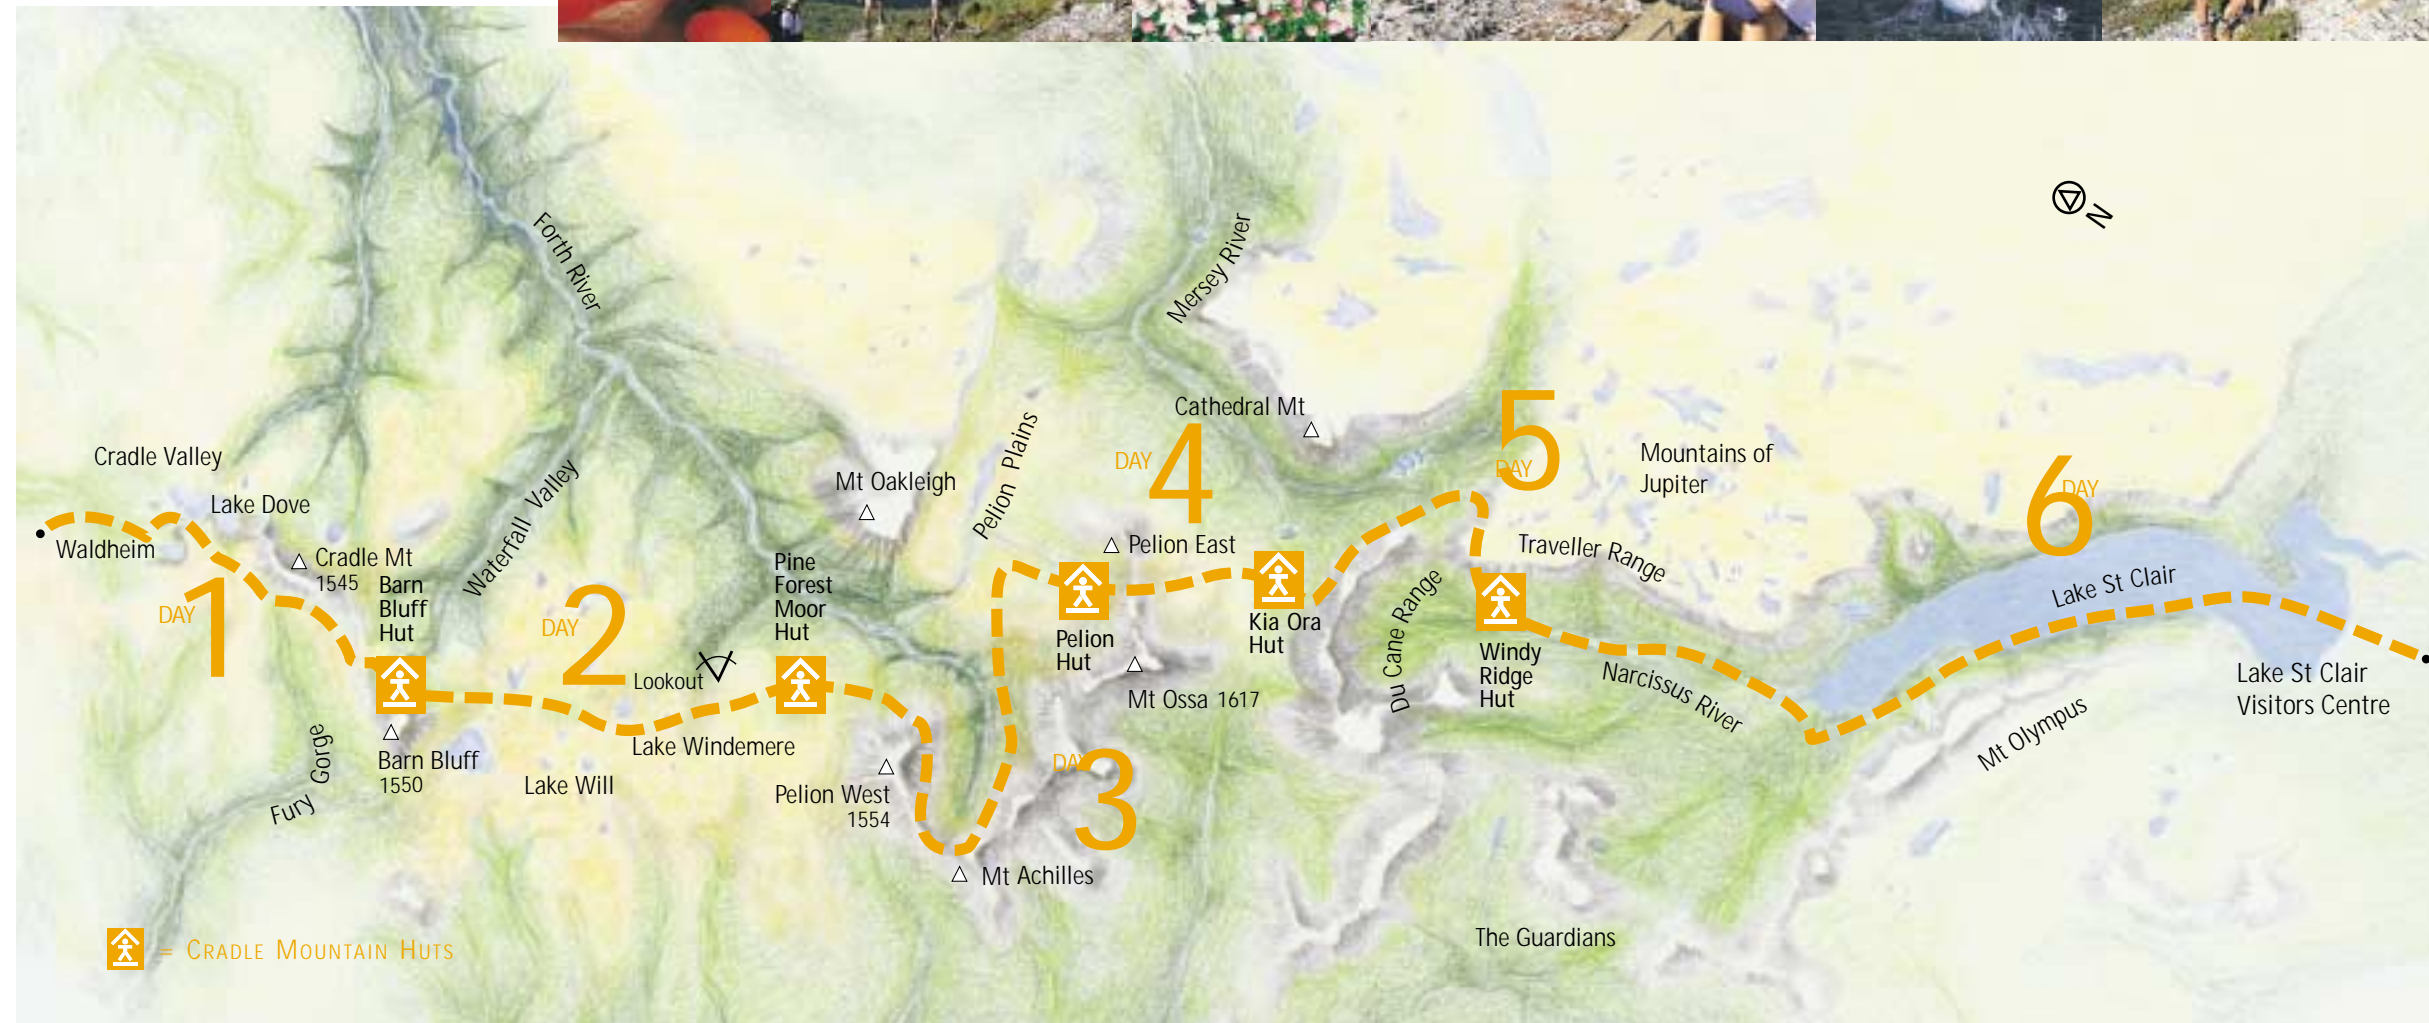 N
Forth River
Mersey River
Cradle Valley
Lake Dove
Waldheim
Cradle Mt
1545
DAY 1
Barn
Bluff
Hut
Barn Bluff
1550
Fury Gorge
Waterfall Valley
DAY 2
Lookout
Lake Windemere
Lake Will
Pine
Forest
Moor
Hut
Mt Oakleigh
Pelion Plains
Pelion West
1554
Mt Achilles
DAY 3
Pelion
Hut
Pelion East
Mt Ossa 1617
DAY 4
Cathedral Mt
Kia Ora
Hut
Du Cane Range
DAY 5
Windy
Ridge
Hut
Traveller Range
Mountains of
Jupiter
Narcissus River
The Guardians
DAY 6
Lake St Clair
Mt Olympus
Lake St Clair
Visitors Centre
= CRADLE MOUNTAIN HUTS